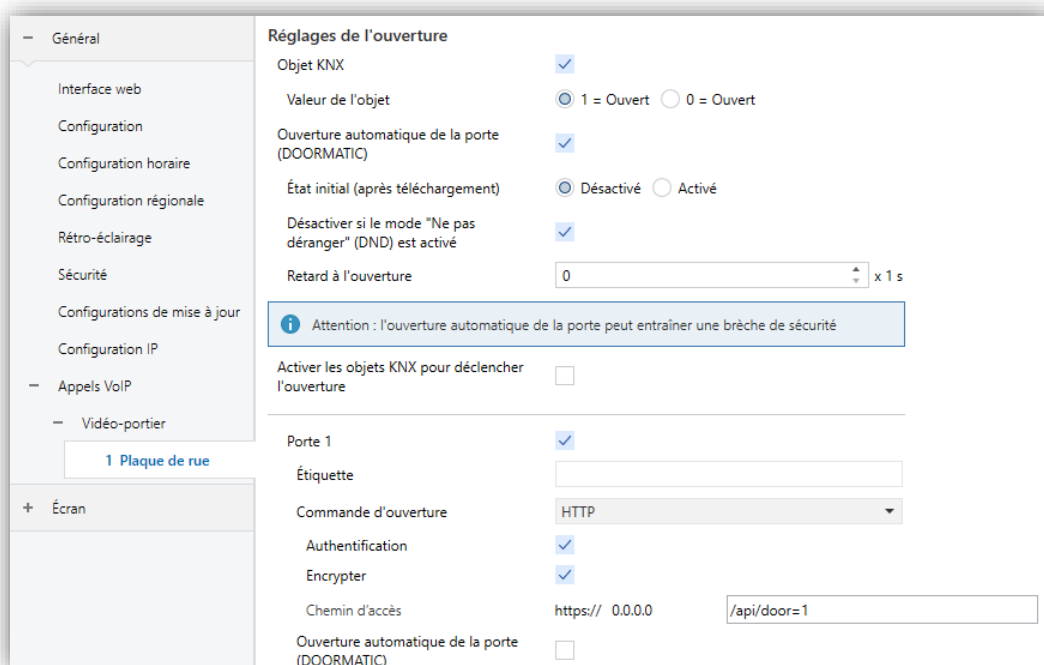 Général
Interface web
Configuration
Configuration horaire
Configuration régionale
Rétro-éclairage
Sécurité
Configurations de mise à jour
Configuration IP
Appels VoIP
Vidéo-portier
1 Plaque de rue
Écran
Réglages de l'ouverture
Objet KNX
Valeur de l'objet 1 = Ouvert 0 = Ouvert
Ouverture automatique de la porte
(DOORMATIC)
État initial (après téléchargement) Désactivé Activé
Désactiver si le mode "Ne pas
déranger" (DND) est activé
Retard à l'ouverture 0 x 1 s
Attention : l'ouverture automatique de la porte peut entraîner une brèche de sécurité
Activer les objets KNX pour déclencher
l'ouverture
Porte 1
Étiquette
Commande d'ouverture HTTP
Authentification
Encrypter
Chemin d'accès https:// 0.0.0.0 /api/door=1
Ouverture automatique de la porte
(DOORMATIC)